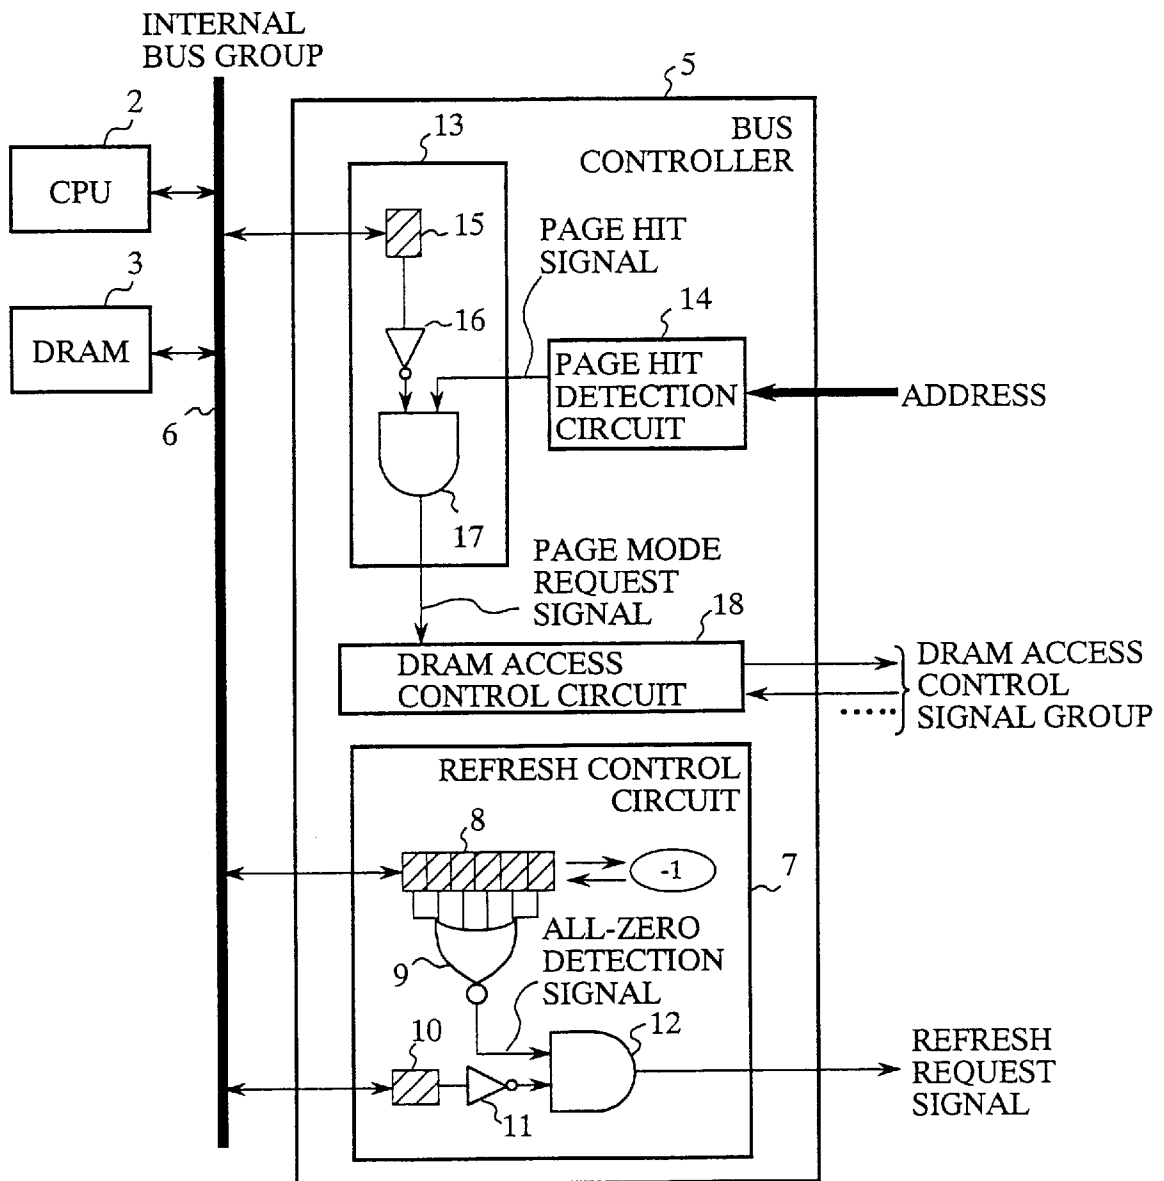 INTERNAL
BUS GROUP
5
BUS
CONTROLLER
2
CPU
13
15
PAGE HIT
SIGNAL
3
DRAM
16
14
PAGE HIT
DETECTION
CIRCUIT
ADDRESS
6
17
PAGE MODE
REQUEST
SIGNAL
18
DRAM ACCESS
CONTROL CIRCUIT
DRAM ACCESS
CONTROL
SIGNAL GROUP
REFRESH CONTROL
CIRCUIT
8
-1
7
9
ALL-ZERO
DETECTION
SIGNAL
10
11
12
REFRESH
REQUEST
SIGNAL